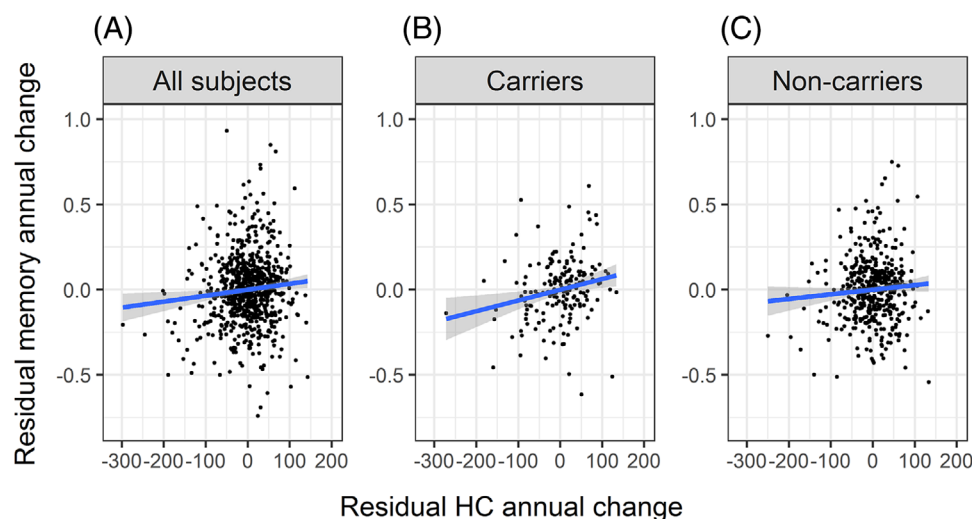 (A) (B) (C)
All subjects Carriers Non-carriers
Residual memory annual change
1.0 1.0 1.0
0.5 0.5 0.5
0.0 0.0 0.0
-0.5 -0.5 -0.5
-300 -200 -100 0 100 200 -300 -200 -100 0 100 200 -300 -200 -100 0 100 200
Residual HC annual change